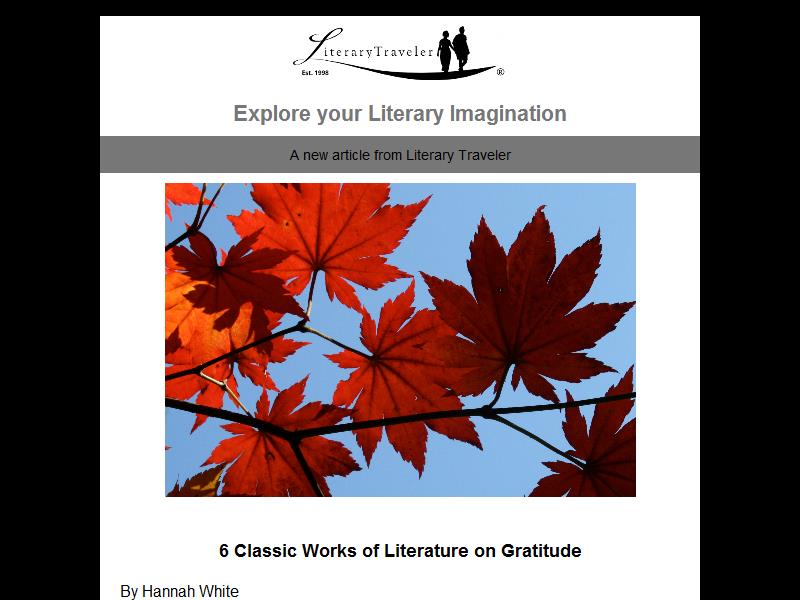 LiteraryTraveler
Est. 1998
®
Explore your Literary Imagination
A new article from Literary Traveler
6 Classic Works of Literature on Gratitude
By Hannah White